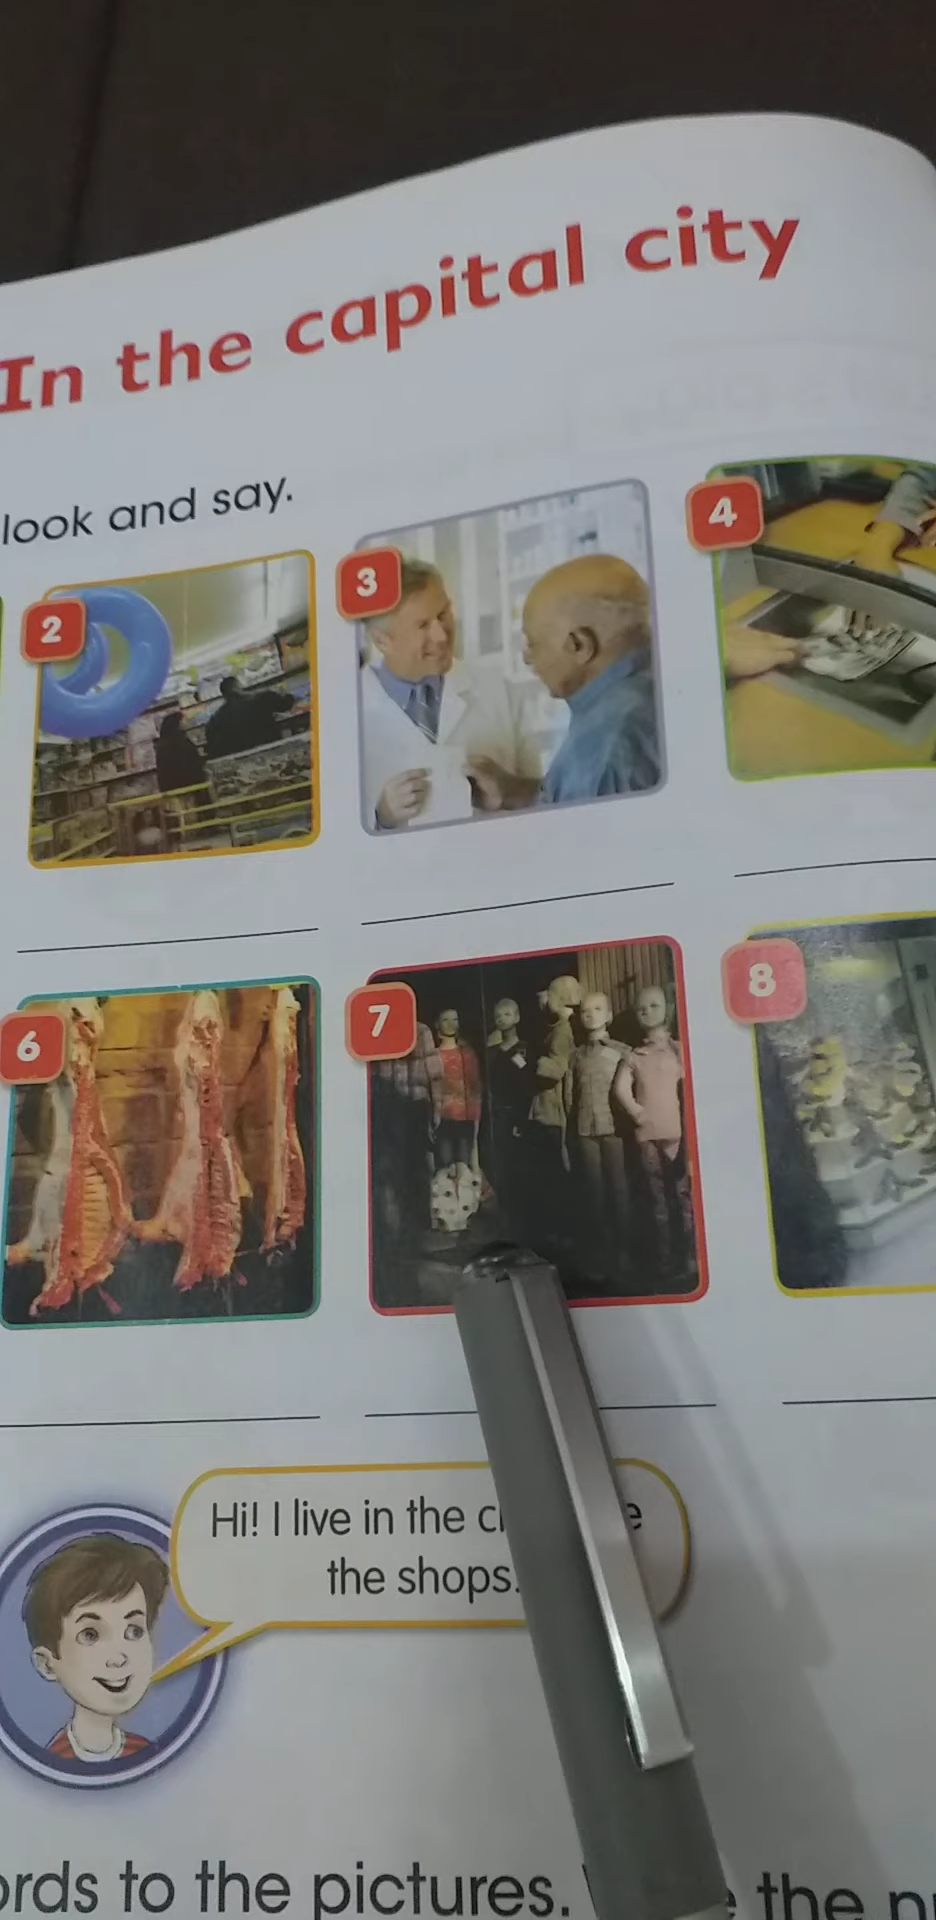 In the capital city
look and say.
2
3
4
6
7
8
Hi! I live in the
the shops.
to the pictures. the